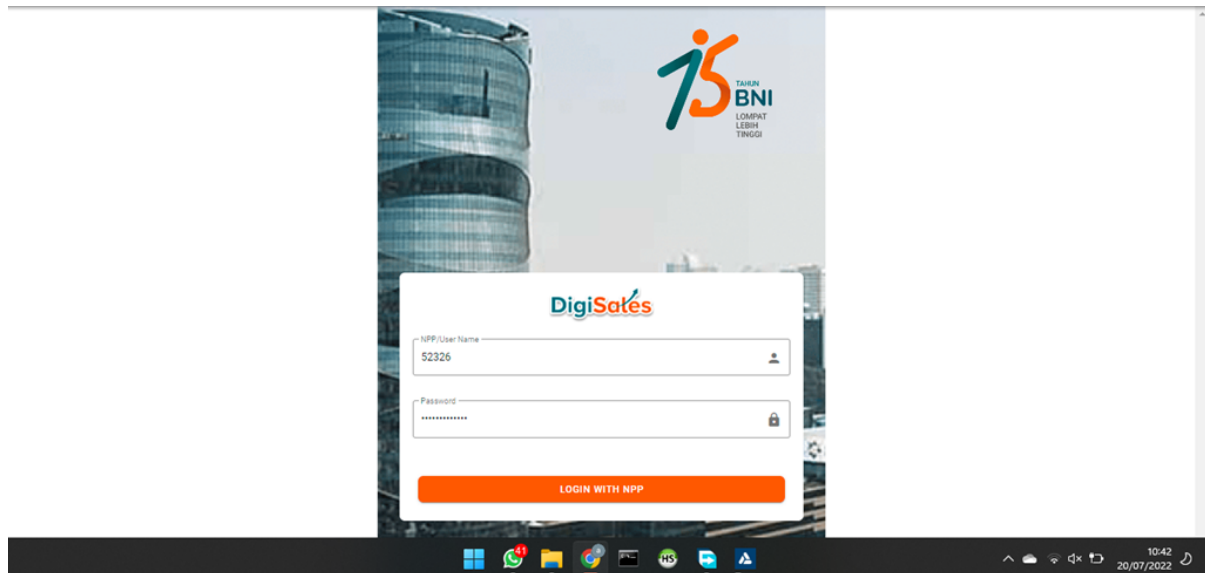 75
TAHUN
BNI
LOMPAT
LEBIH
TINGGI
DigiSales
NPP/User Name
52326
Password
•••••••••••••
LOGIN WITH NPP
41
HS
10:42
20/07/2022